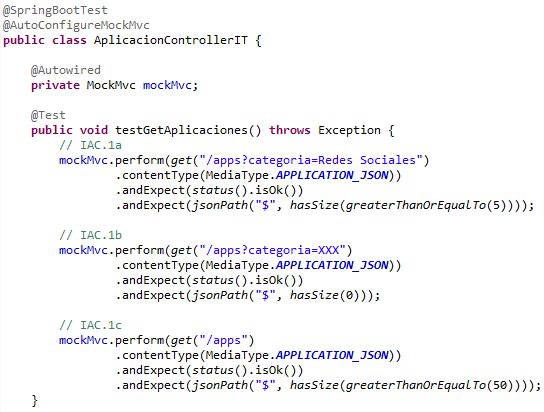 @SpringBootTest
@AutoConfigureMockMvc
public class AplicacionControllerIT {
@Autowired
private MockMvc mockMvc;
@Test
public void testGetAplicaciones() throws Exception {
// IAC.1a
mockMvc.perform(get("/apps?categoria=Redes Sociales")
.contentType(MediaType.APPLICATION_JSON))
.andExpect(status().isOk())
.andExpect(jsonPath("$", hasSize(greaterThanOrEqualTo(5))));
// IAC.1b
mockMvc.perform(get("/apps?categoria=XXX")
.contentType(MediaType.APPLICATION_JSON))
.andExpect(status().isOk())
.andExpect(jsonPath("$", hasSize(0)));
// IAC.1c
mockMvc.perform(get("/apps")
.contentType(MediaType.APPLICATION_JSON))
.andExpect(status().isOk())
.andExpect(jsonPath("$", hasSize(greaterThanOrEqualTo(50))));
}